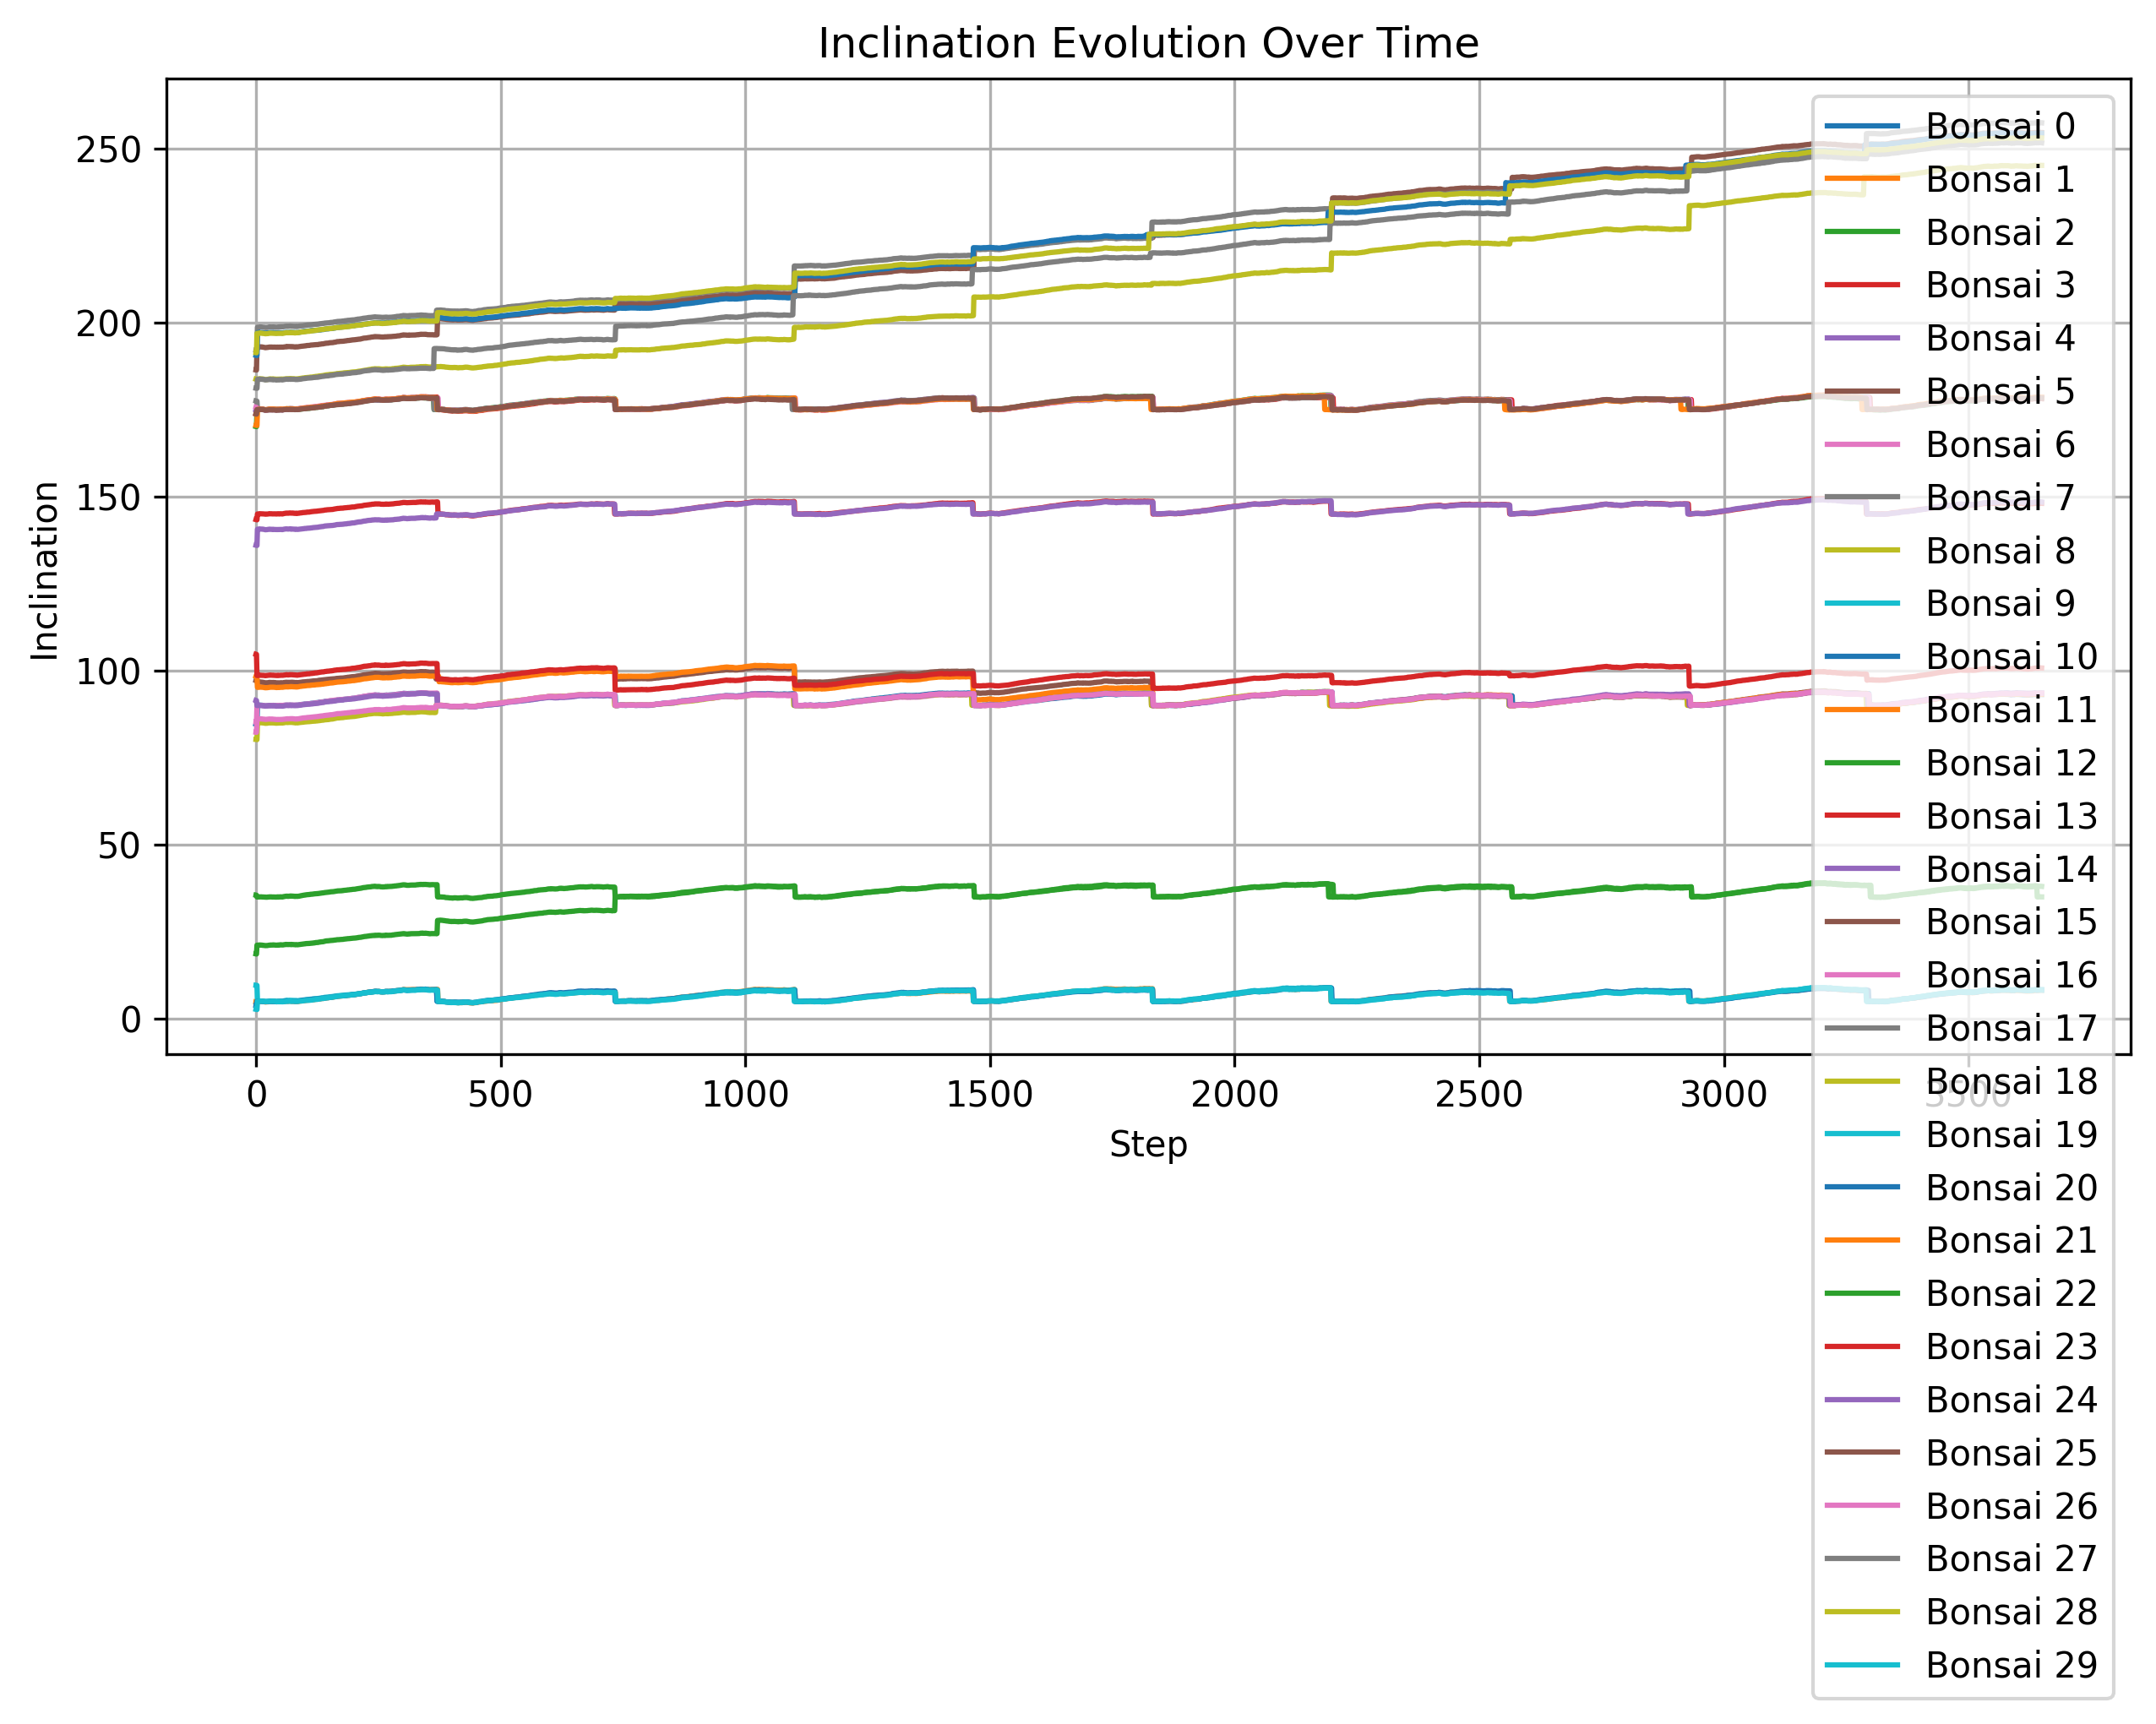 Inclination Evolution Over Time
Inclination
250
200
150
100
50
0
0 500 1000 1500 2000 2500 3000 3500
Step
Bonsai 0
Bonsai 1
Bonsai 2
Bonsai 3
Bonsai 4
Bonsai 5
Bonsai 6
Bonsai 7
Bonsai 8
Bonsai 9
Bonsai 10
Bonsai 11
Bonsai 12
Bonsai 13
Bonsai 14
Bonsai 15
Bonsai 16
Bonsai 17
Bonsai 18
Bonsai 19
Bonsai 20
Bonsai 21
Bonsai 22
Bonsai 23
Bonsai 24
Bonsai 25
Bonsai 26
Bonsai 27
Bonsai 28
Bonsai 29